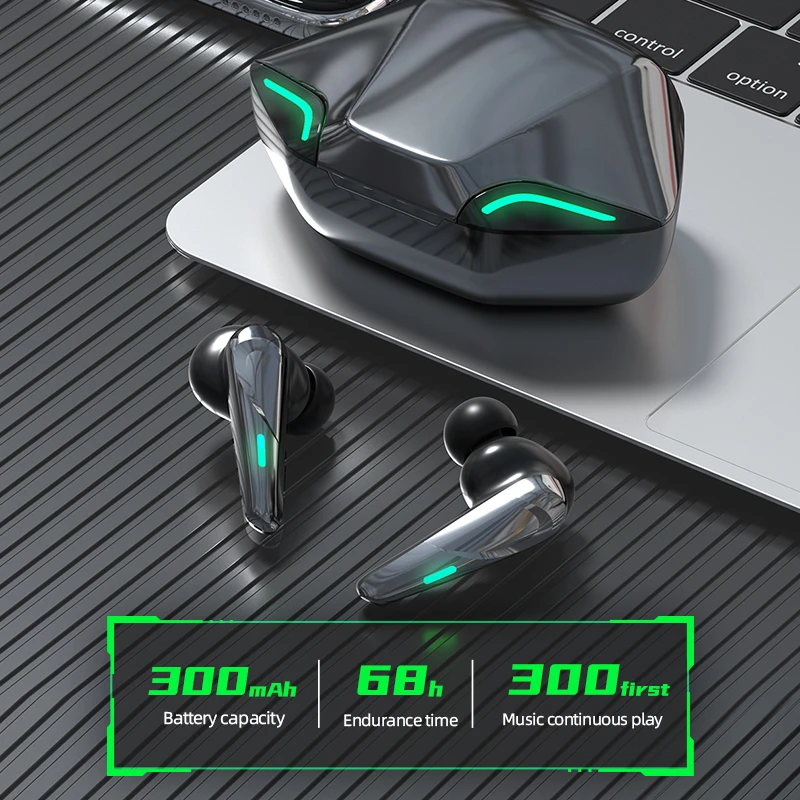 control
option
300mAh
Battery capacity
68h
Endurance time
300first
Music continuous play